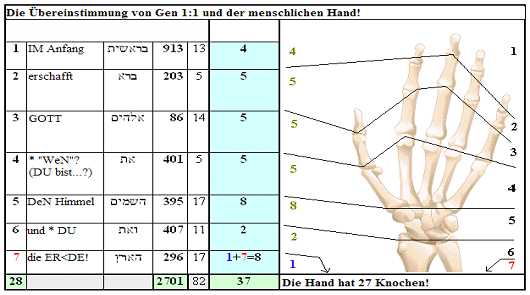 Die Übereinstimmung von Gen 1:1 und der menschlichen Hand!
1 IM Anfang בראשית 913 13 4
2 erschafft ברא 203 5 5
3 GOTT אלהים 86 14 5
4 * "WeN"? את 401 5 5
(DU bist...?)
5 DeN Himmel השמים 395 17 8
6 und * DU ואת 407 11 2
7 die ER<DE! הארץ 296 17 1+7=8
28 2701 82 37
4
5
5
5
8
2
1
1
2
3
4
5
6
7
Die Hand hat 27 Knochen!